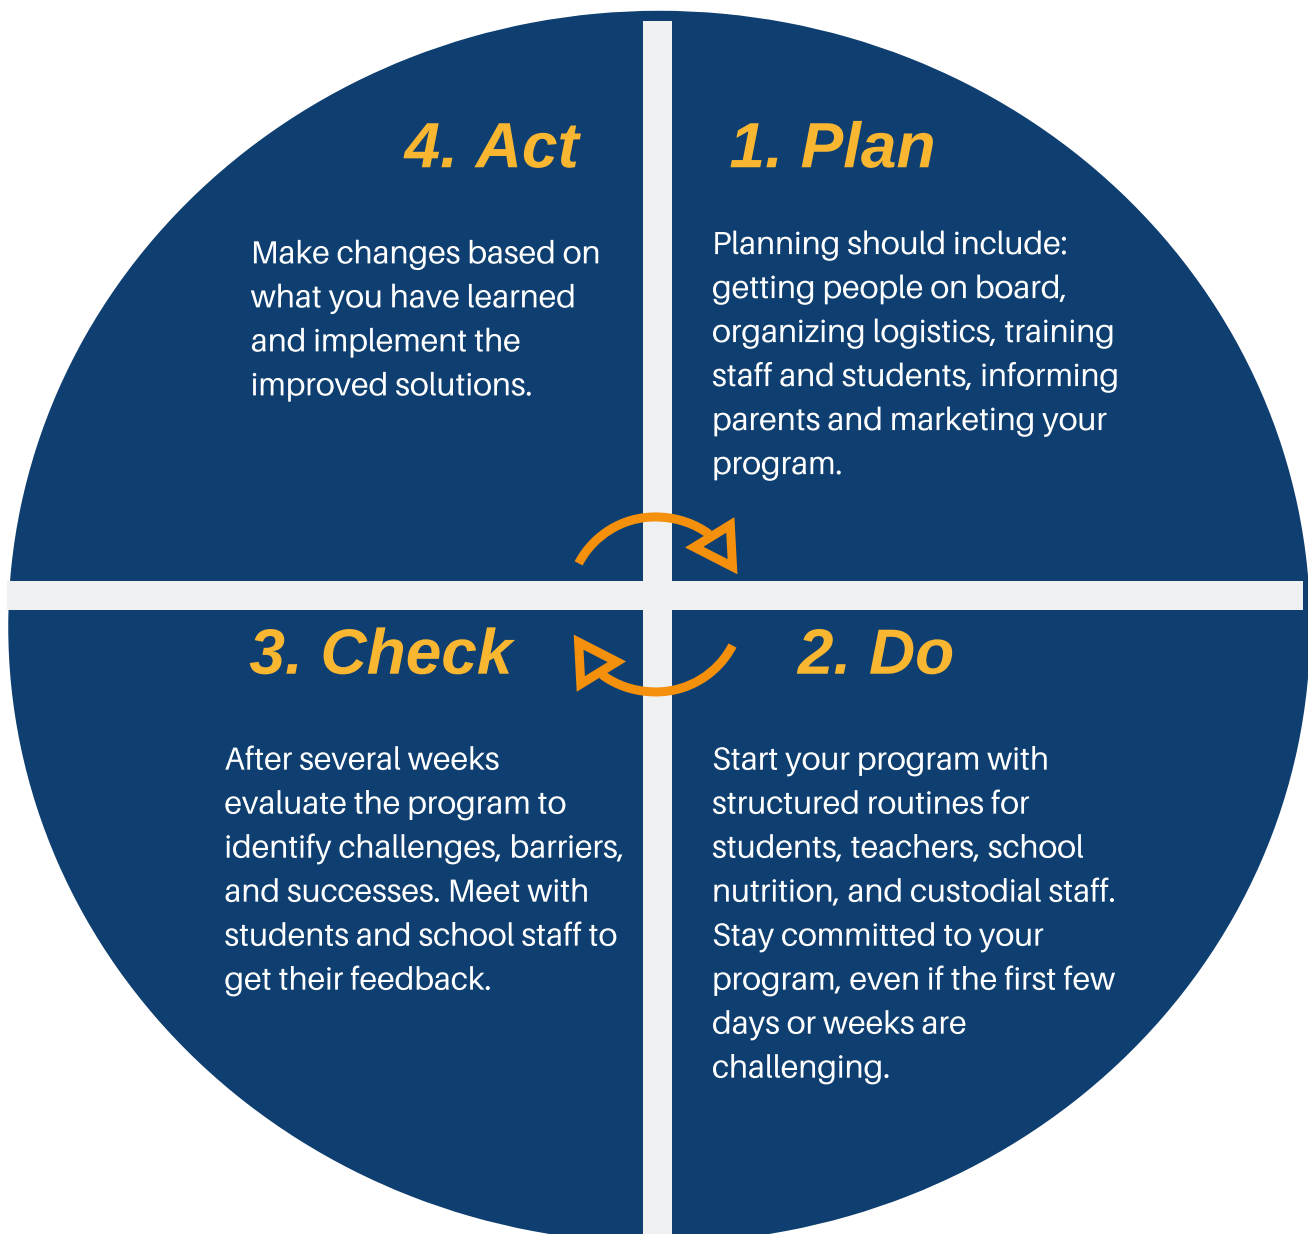 1. Plan
Planning should include:
getting people on board,
organizing logistics, training
staff and students, informing
parents and marketing your
program.
2. Do
Start your program with
structured routines for
students, teachers, school
nutrition, and custodial staff.
Stay committed to your
program, even if the first few
days or weeks are
challenging.
3. Check
After several weeks
evaluate the program to
identify challenges, barriers,
and successes. Meet with
students and school staff to
get their feedback.
4. Act
Make changes based on
what you have learned
and implement the
improved solutions.